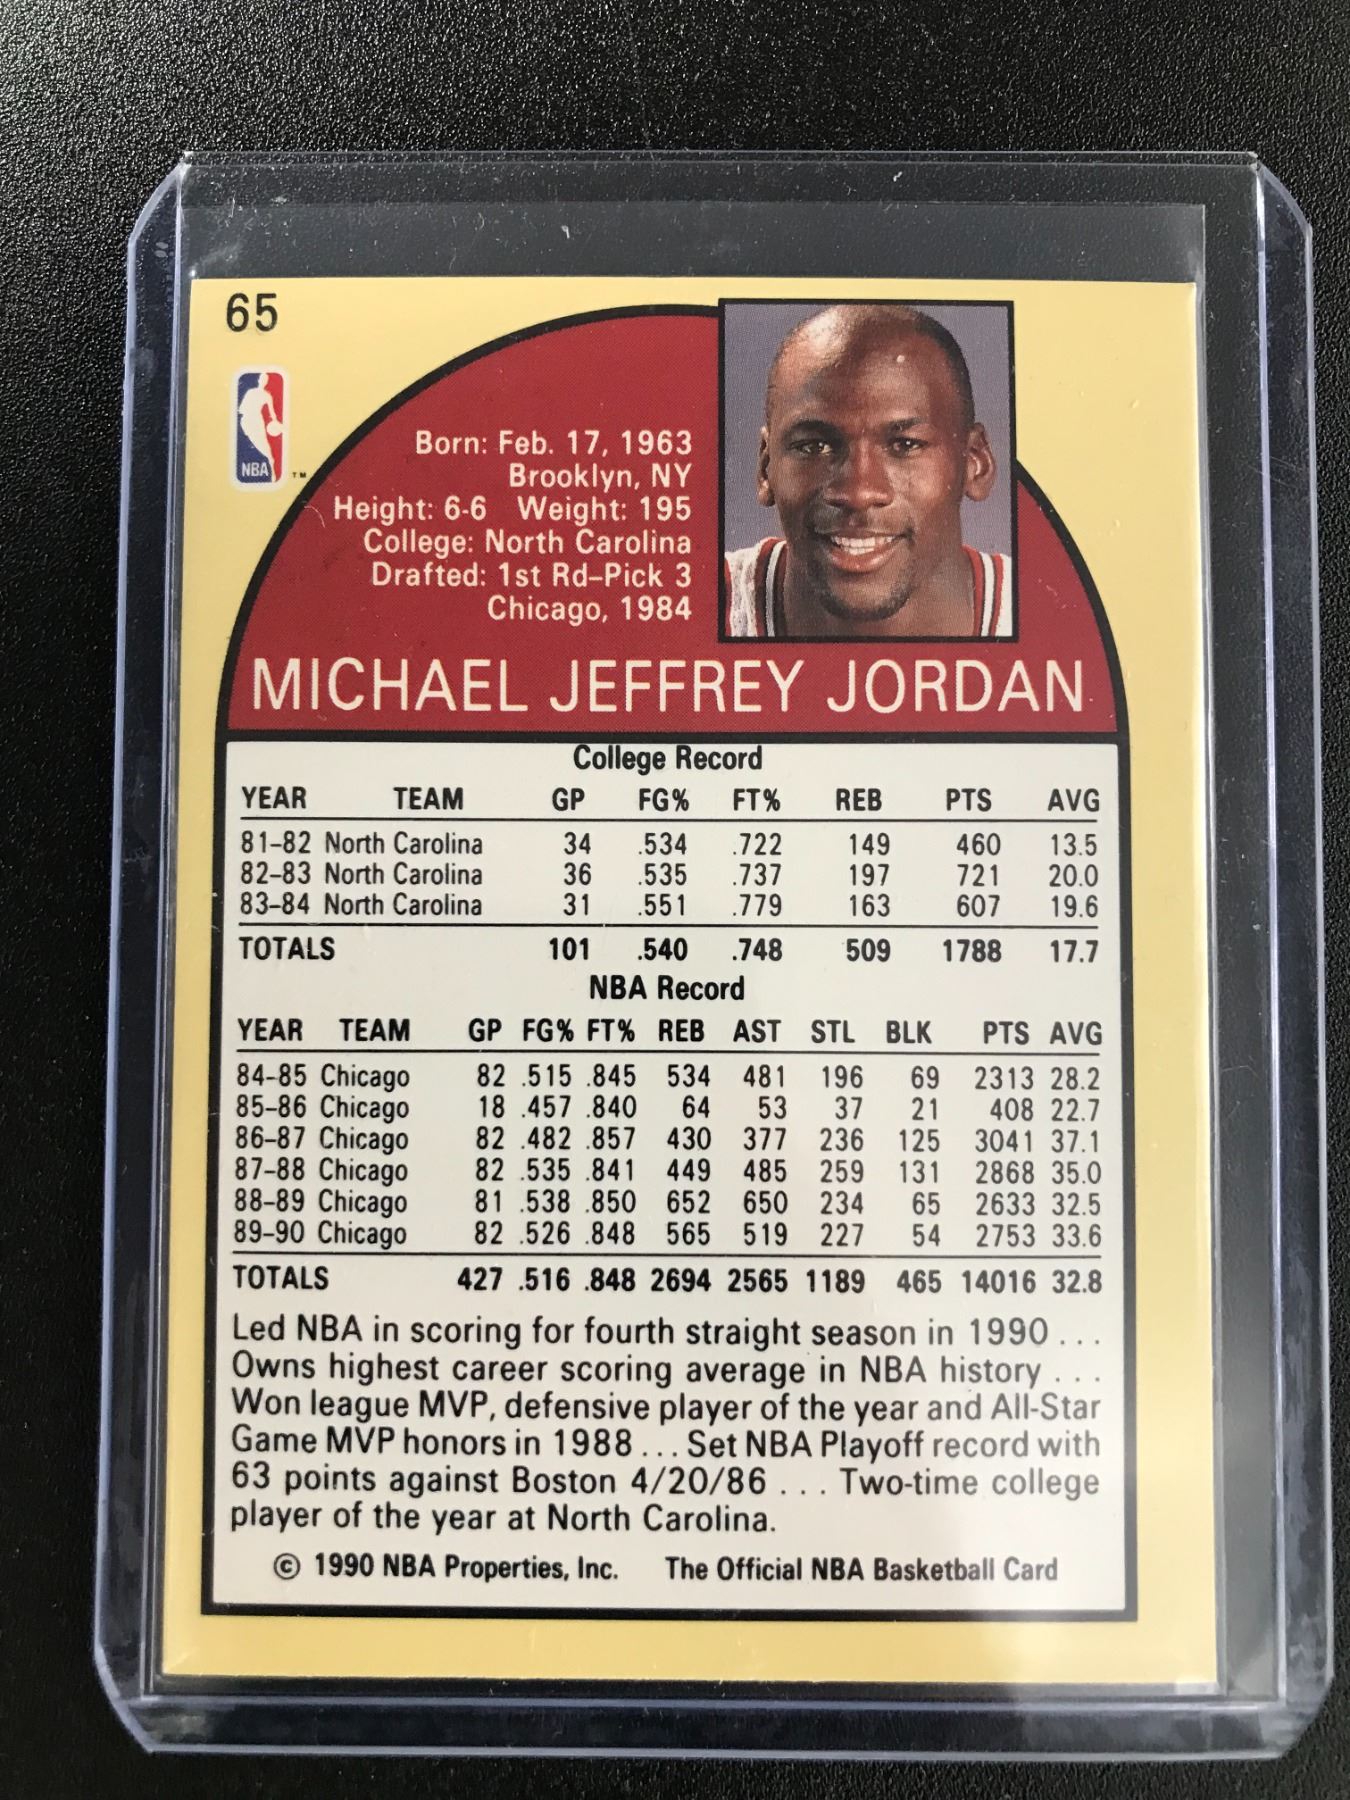 65
NBA
TM
Born: Feb. 17, 1963
Brooklyn, NY
Height: 6-6 Weight: 195
College: North Carolina
Drafted: 1st Rd–Pick 3
Chicago, 1984
MICHAEL JEFFREY JORDAN
College Record
YEAR TEAM GP FG% FT% REB PTS AVG
81–82 North Carolina 34 .534 .722 149 460 13.5
82–83 North Carolina 36 .535 .737 197 721 20.0
83–84 North Carolina 31 .551 .779 163 607 19.6
TOTALS 101 .540 .748 509 1788 17.7
NBA Record
YEAR TEAM GP FG% FT% REB AST STL BLK PTS AVG
84–85 Chicago 82 .515 .845 534 481 196 69 2313 28.2
85–86 Chicago 18 .457 .840 64 53 37 21 408 22.7
86–87 Chicago 82 .482 .857 430 377 236 125 3041 37.1
87–88 Chicago 82 .535 .841 449 485 259 131 2868 35.0
88–89 Chicago 81 .538 .850 652 650 234 65 2633 32.5
89–90 Chicago 82 .526 .848 565 519 227 54 2753 33.6
TOTALS 427 .516 .848 2694 2565 1189 465 14016 32.8
Led NBA in scoring for fourth straight season in 1990 . . .
Owns highest career scoring average in NBA history . . .
Won league MVP, defensive player of the year and All-Star
Game MVP honors in 1988 . . . Set NBA Playoff record with
63 points against Boston 4/20/86 . . . Two-time college
player of the year at North Carolina.
© 1990 NBA Properties, Inc. The Official NBA Basketball Card